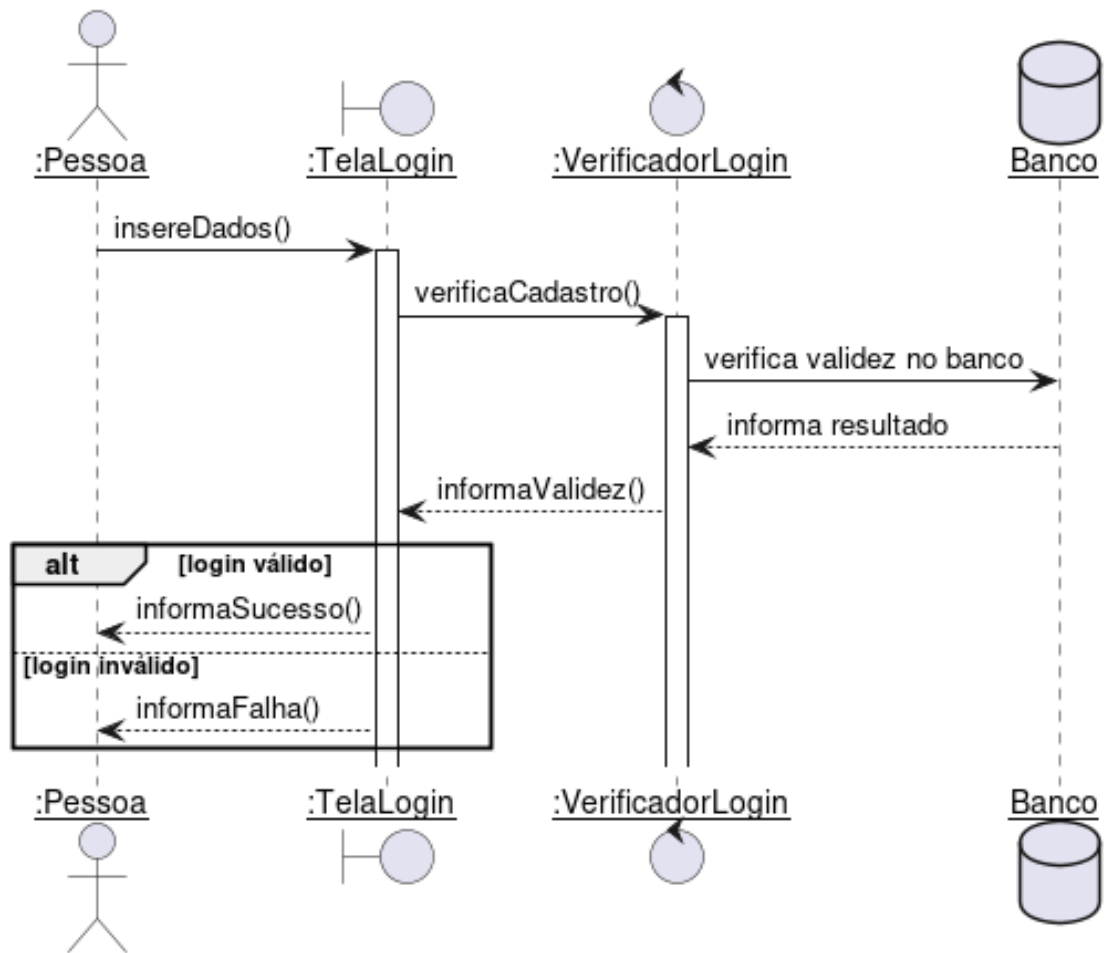 :Pessoa
:TelaLogin
:VerificadorLogin
Banco
insereDados()
verificaCadastro()
verifica validez no banco
informa resultado
informaValidez()
alt [login válido]
informaSucesso()
[login inválido]
informaFalha()
:Pessoa
:TelaLogin
:VerificadorLogin
Banco